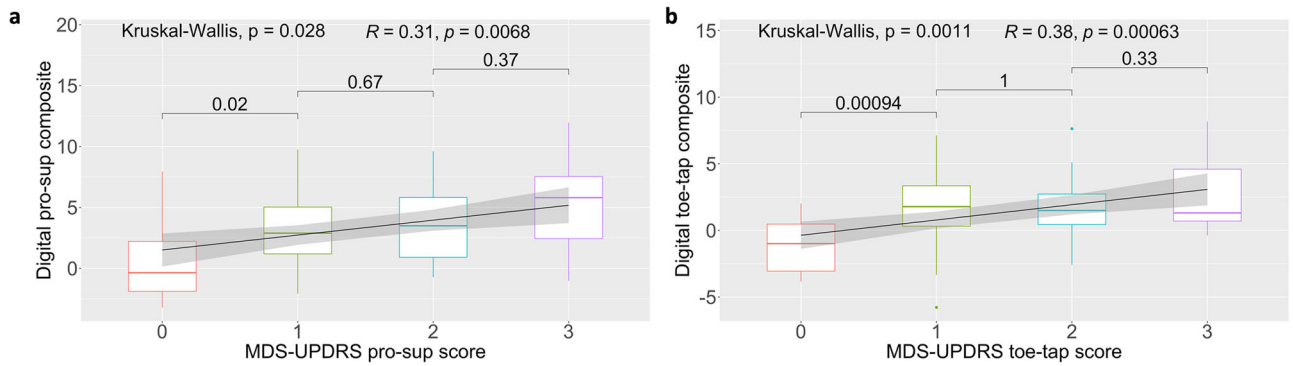 a
Kruskal-Wallis, p = 0.028
R = 0.31, p = 0.0068
0.37
0.67
0.02
20
15
10
5
0
Digital pro-sup composite
0 1 2 3
MDS-UPDRS pro-sup score
b
Kruskal-Wallis, p = 0.0011
R = 0.38, p = 0.00063
0.33
1
0.00094
15
10
5
0
-5
Digital toe-tap composite
0 1 2 3
MDS-UPDRS toe-tap score